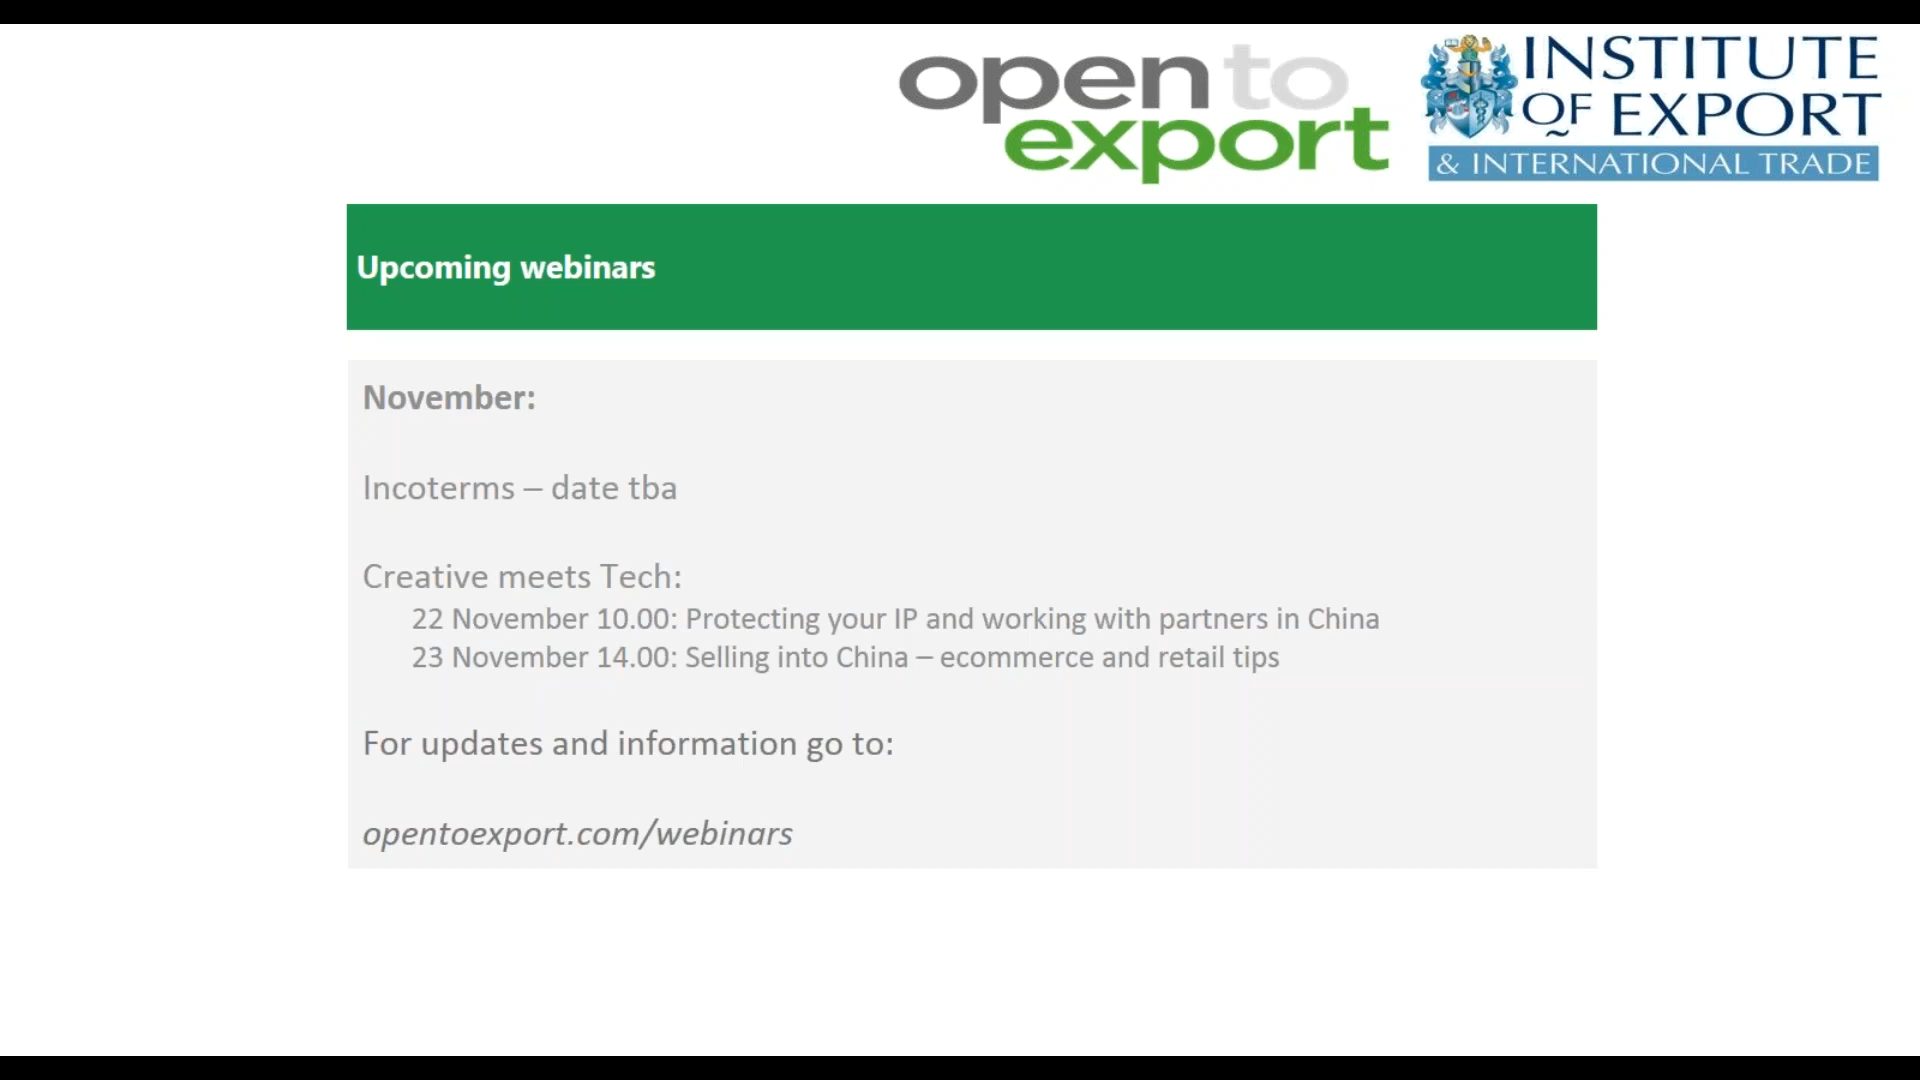 open to
export
INSTITUTE
OF EXPORT
& INTERNATIONAL TRADE
Upcoming webinars
November:
Incoterms – date tba
Creative meets Tech:
22 November 10.00: Protecting your IP and working with partners in China
23 November 14.00: Selling into China – ecommerce and retail tips
For updates and information go to:
opentoexport.com/webinars